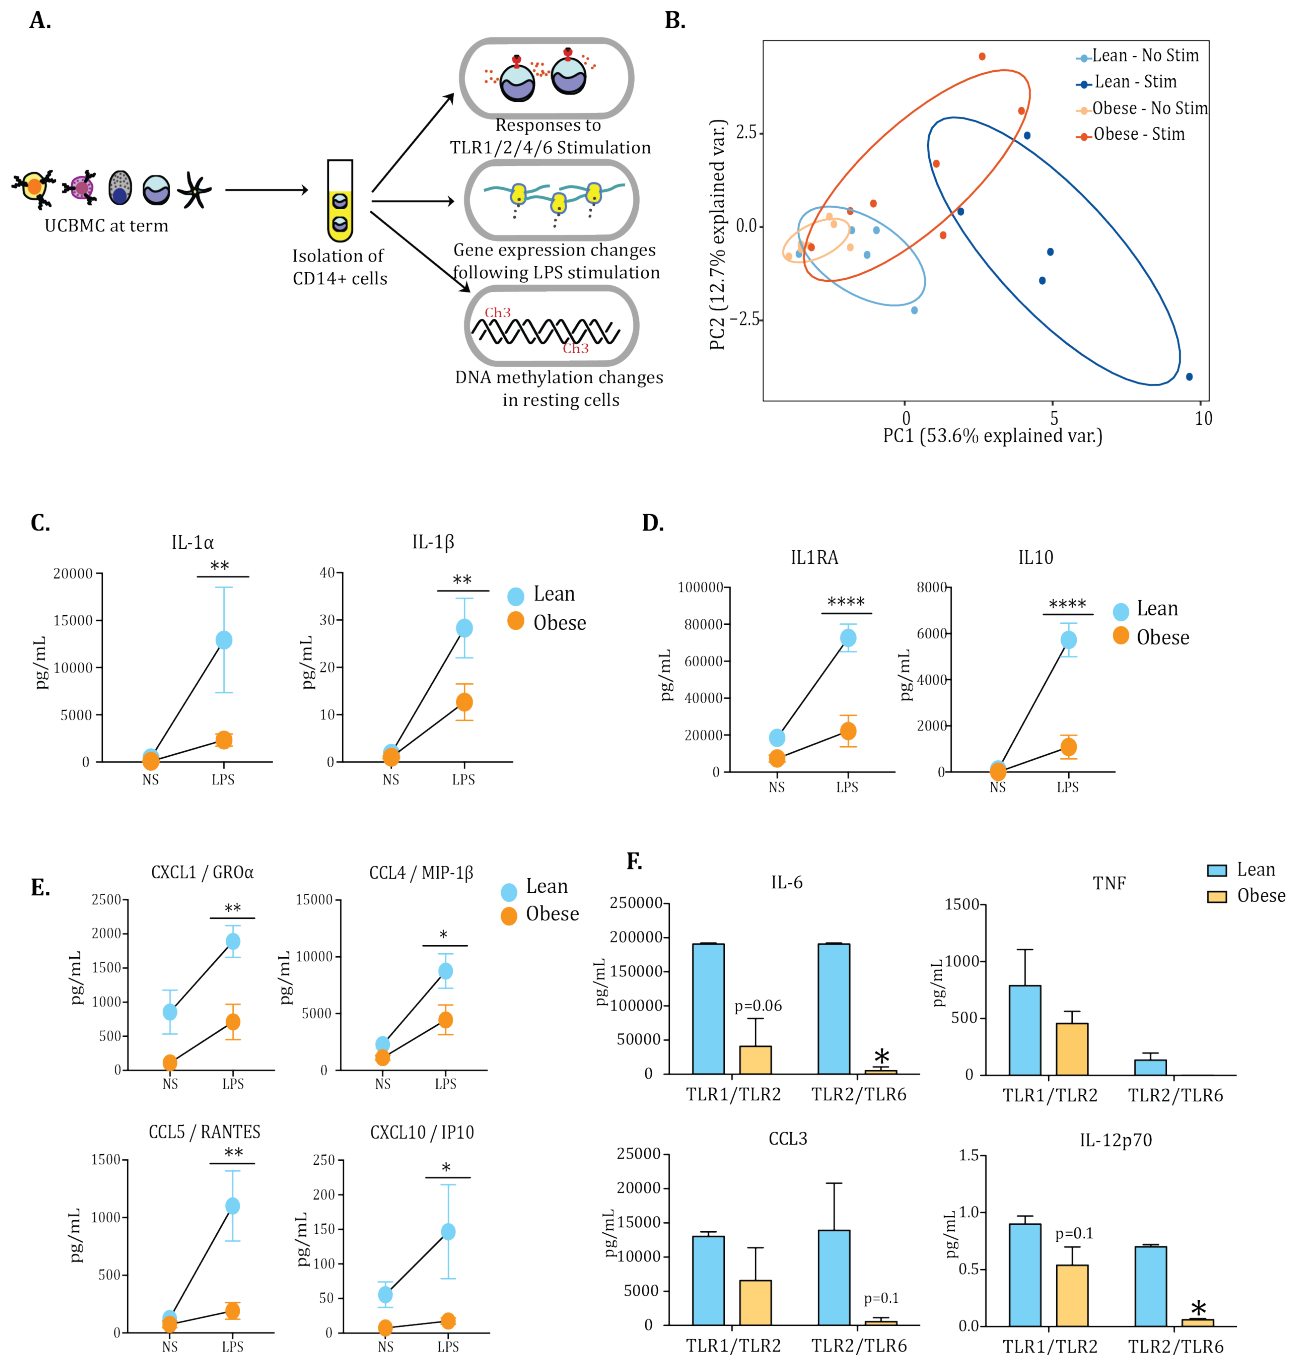 A.
UCBMC at term
Isolation of
CD14+ cells
Responses to
TLR1/2/4/6 Stimulation
Gene expression changes
following LPS stimulation
Ch3
Ch3
DNA methylation changes
in resting cells
B.
PC2 (12.7% explained var.)
2.5
0.0
−2.5
0
5
10
PC1 (53.6% explained var.)
Lean - No Stim
Lean - Stim
Obese - No Stim
Obese - Stim
C.
IL-1α
**
pg/mL
20000
15000
10000
5000
0
NS
LPS
IL-1β
**
pg/mL
40
30
20
10
0
NS
LPS
Lean
Obese
D.
IL1RA
****
pg/mL
100000
80000
60000
40000
20000
0
NS
LPS
IL10
****
8000
6000
4000
2000
0
NS
LPS
Lean
Obese
E.
CXCL1 / GROα
**
pg/mL
2500
2000
1500
1000
500
0
NS
LPS
CCL4 / MIP-1β
*
pg/mL
15000
10000
5000
0
NS
LPS
Lean
Obese
CCL5 / RANTES
**
pg/mL
1500
1000
500
0
NS
LPS
CXCL10 / IP10
*
pg/mL
250
200
150
100
50
0
NS
LPS
F.
IL-6
pg/mL
250000
200000
190000
150000
100000
50000
0
p=0.06
*
TLR1/TLR2
TLR2/TLR6
TNF
pg/mL
1500
1000
500
0
TLR1/TLR2
TLR2/TLR6
Lean
Obese
CCL3
pg/mL
25000
20000
15000
10000
5000
0
p=0.1
TLR1/TLR2
TLR2/TLR6
IL-12p70
pg/mL
1.5
1.0
0.5
0.0
p=0.1
*
TLR1/TLR2
TLR2/TLR6